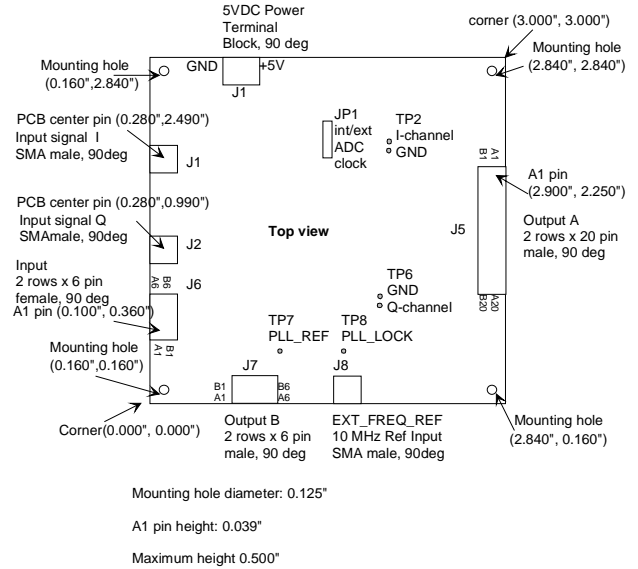 5VDC Power
Terminal
Block, 90 deg
corner (3.000", 3.000")
Mounting hole
(0.160",2.840")
GND
+5V
J1
Mounting hole
(2.840", 2.840")
PCB center pin (0.280",2.490")
Input signal I
SMA male, 90deg
J1
JP1
int/ext
ADC
clock
TP2
I-channel
GND
B1
A1
A1 pin
(2.900", 2.250")
PCB center pin (0.280",0.990")
Input signal Q
SMAmale, 90deg
J2
Top view
J5
Output A
2 rows x 20 pin
male, 90 deg
Input
2 rows x 6 pin
female, 90 deg
A1 pin (0.100", 0.360")
A6
B6
J6
TP6
GND
Q-channel
B20
A20
TP7
PLL_REF
TP8
PLL_LOCK
A1
B1
Mounting hole
(0.160",0.160")
J7
J8
B1
A1
B6
A6
Corner(0.000", 0.000")
Output B
2 rows x 6 pin
male, 90 deg
EXT_FREQ_REF
10 MHz Ref Input
SMA male, 90deg
Mounting hole
(2.840", 0.160")
Mounting hole diameter: 0.125"
A1 pin height: 0.039"
Maximum height 0.500"